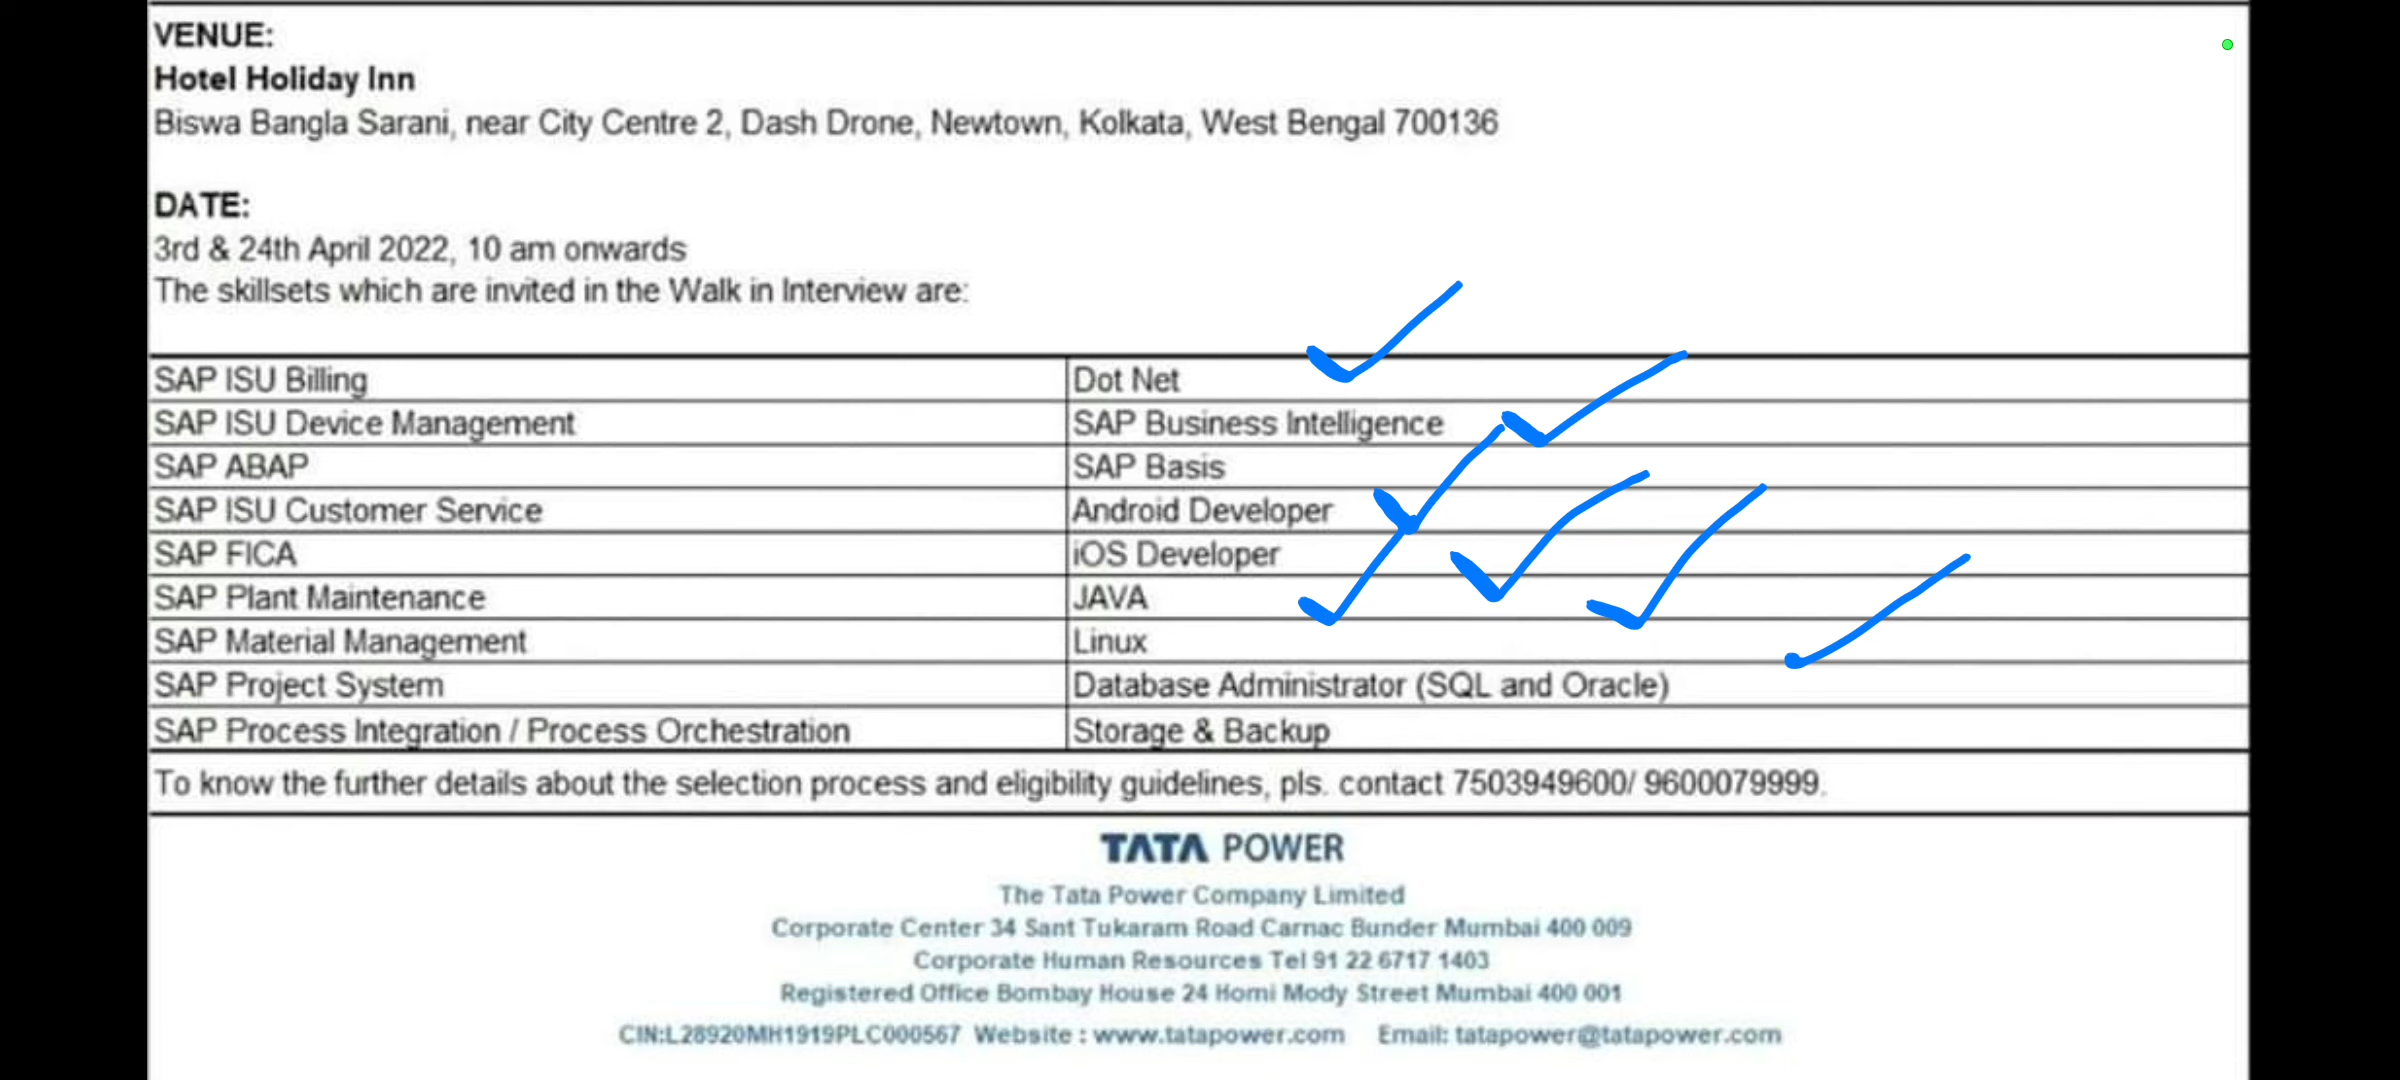 VENUE:
Hotel Holiday Inn
Biswa Bangla Sarani, near City Centre 2, Dash Drone, Newtown, Kolkata, West Bengal 700136
DATE:
3rd & 24th April 2022, 10 am onwards
The skillsets which are invited in the Walk in Interview are:
SAP ISU Billing Dot Net
SAP ISU Device Management SAP Business Intelligence
SAP ABAP SAP Basis
SAP ISU Customer Service Android Developer
SAP FICA iOS Developer
SAP Plant Maintenance JAVA
SAP Material Management Linux
SAP Project System Database Administrator (SQL and Oracle)
SAP Process Integration / Process Orchestration Storage & Backup
To know the further details about the selection process and eligibility guidelines, pls. contact 7503949600/ 9600079999.
TATA POWER
The Tata Power Company Limited
Corporate Center 34 Sant Tukaram Road Carnac Bunder Mumbai 400 009
Corporate Human Resources Tel 91 22 6717 1403
Registered Office Bombay House 24 Homi Mody Street Mumbai 400 001
CIN:L28920MH1919PLC000567 Website : www.tatapower.com Email: tatapower@tatapower.com